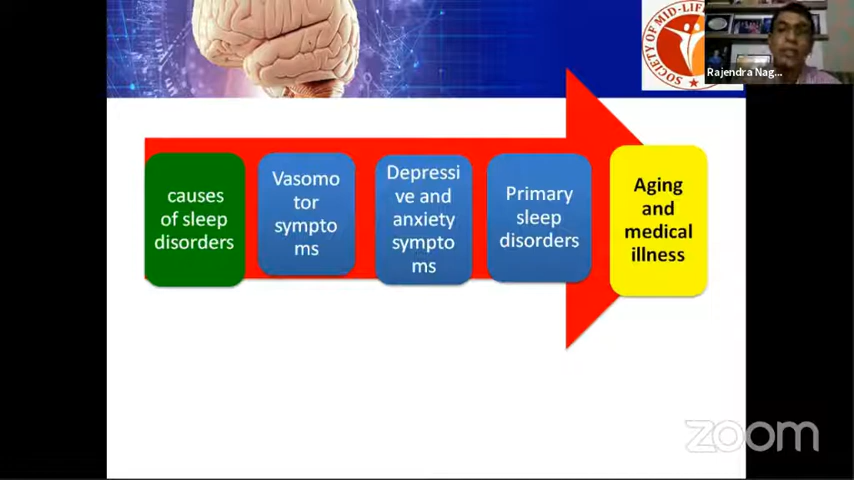 SOCIETY OF MID-LIFE
Rajendra Nag...
causes
of sleep
disorders
Vasomo
tor
sympto
ms
Depressi
ve and
anxiety
sympto
ms
Primary
sleep
disorders
Aging
and
medical
illness
zoom